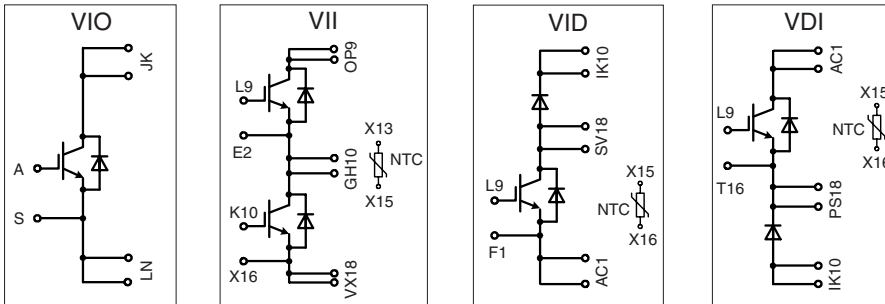 VIO
JK
A
S
LN
VII
OP9
L9
E2
X13
NTC
GH10
X15
K10
X16
VX18
VID
IK10
SV18
L9
X15
NTC
X16
F1
AC1
VDI
AC1
L9
X15
NTC
X16
T16
PS18
IK10